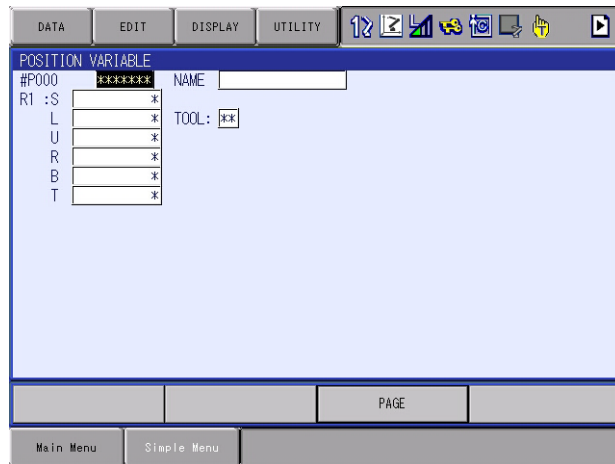 DATA EDIT DISPLAY UTILITY
POSITION VARIABLE
#P000 ******* NAME
R1 :S *
L * TOOL: **
U *
R *
B *
T *
PAGE
Main Menu Simple Menu